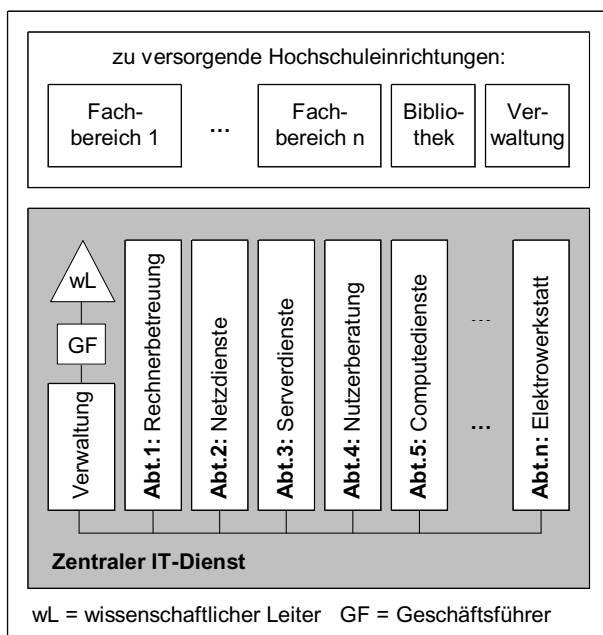 zu versorgende Hochschuleinrichtungen:
Fach-
bereich 1
...
Fach-
bereich n
Biblio-
thek
Ver-
waltung
wL
GF
Verwaltung
Abt.1: Rechnerbetreuung
Abt.2: Netzdienste
Abt.3: Serverdienste
Abt.4: Nutzerberatung
Abt.5: Computedienste
...
Abt.n: Elektrowerkstatt
Zentraler IT-Dienst
wL = wissenschaftlicher Leiter GF = Geschäftsführer